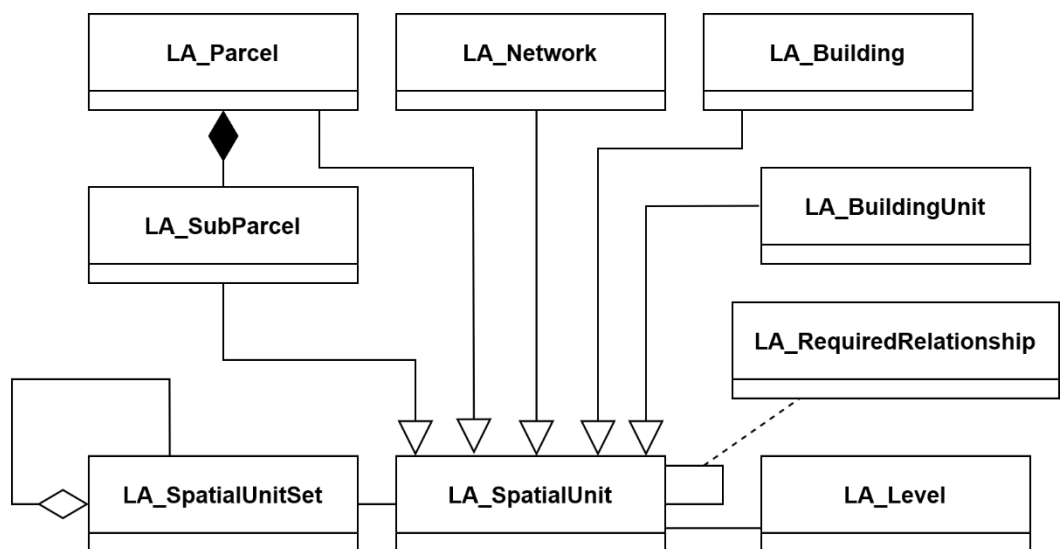 LA_Parcel
LA_Network
LA_Building
LA_SubParcel
LA_BuildingUnit
LA_RequiredRelationship
LA_SpatialUnitSet
LA_SpatialUnit
LA_Level